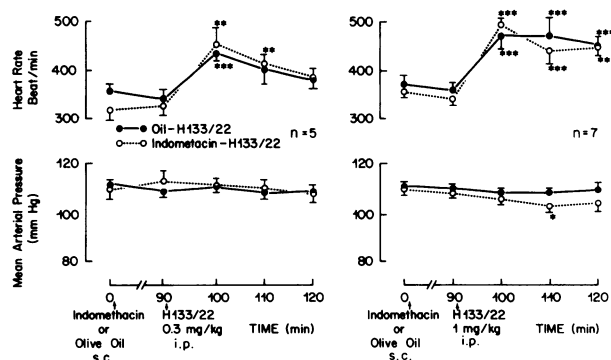 Heart Rate
Beat/min
500
400
300
**
***
**
Oil-H133/22
Indometacin-H133/22
n=5
500
400
300
***
***
***
***
***
**
n=7
Mean Arterial Pressure
(mm Hg)
120
100
80
0
90
100
110
120
Indomethacin
or
Olive Oil
s.c.
H133/22
0.3 mg/kg
i.p.
TIME (min)
120
100
80
*
0
90
100
140
120
Indomethacin
or
Olive Oil
s.c.
H133/22
1 mg/kg
i.p.
TIME (min)